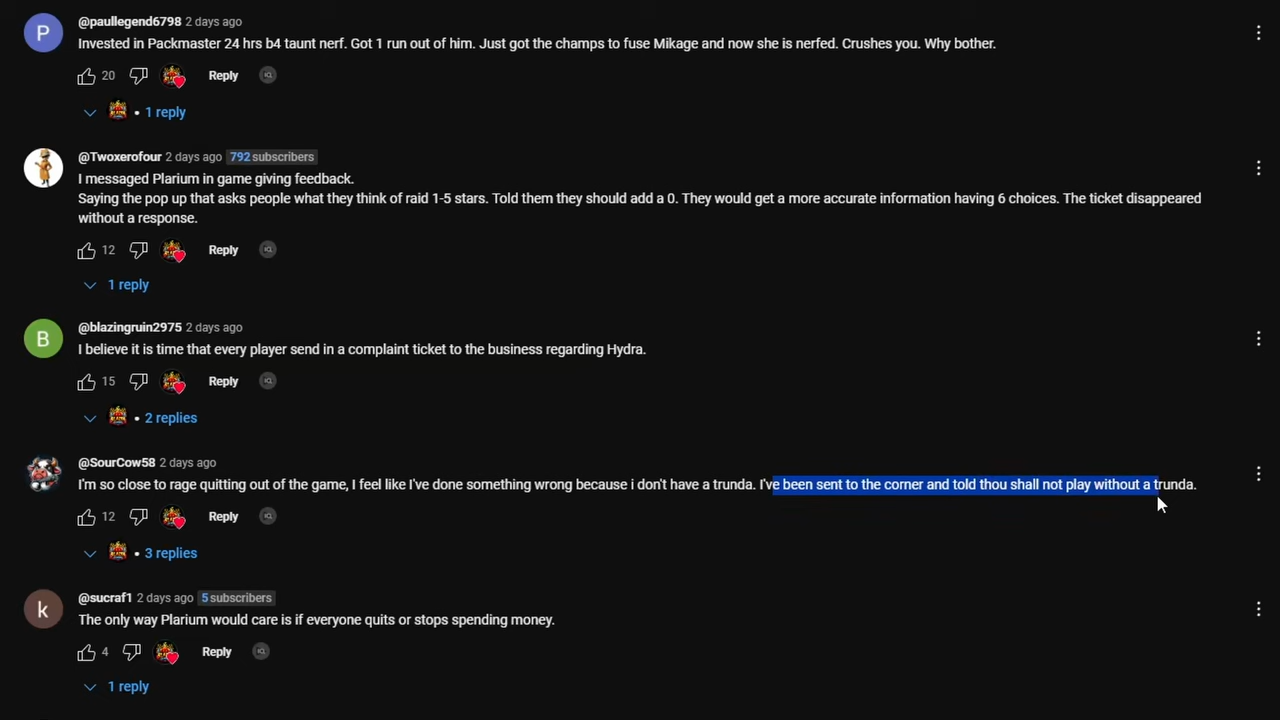 @paullegend6798 2 days ago
Invested in Packmaster 24 hrs b4 taunt nerf. Got 1 run out of him. Just got the champs to fuse Mikage and now she is nerfed. Crushes you. Why bother.
20 Reply
• 1 reply
@Twoxerofour 2 days ago 792 subscribers
I messaged Plarium in game giving feedback.
Saying the pop up that asks people what they think of raid 1-5 stars. Told them they should add a 0. They would get a more accurate information having 6 choices. The ticket disappeared
without a response.
12 Reply
1 reply
@blazingruin2975 2 days ago
I believe it is time that every player send in a complaint ticket to the business regarding Hydra.
15 Reply
• 2 replies
@SourCow58 2 days ago
I'm so close to rage quitting out of the game, I feel like I've done something wrong because i don't have a trunda. I've been sent to the corner and told thou shall not play without a trunda.
12 Reply
• 3 replies
@sucraf1 2 days ago 5 subscribers
The only way Plarium would care is if everyone quits or stops spending money.
4 Reply
1 reply